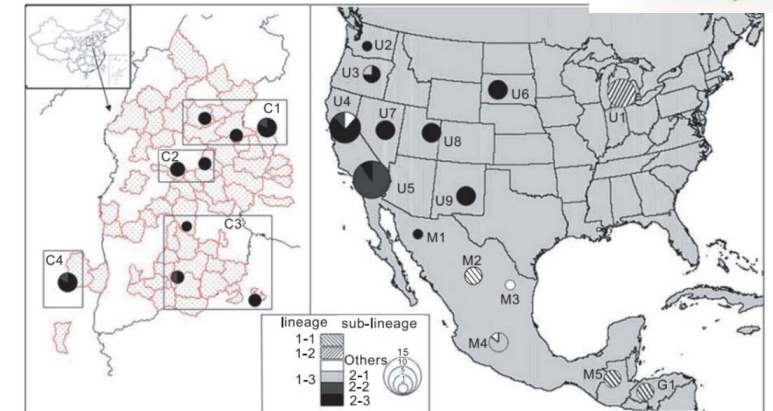 C1
C2
C3
C4
U2
U3
U4
U7
U6
U1
U8
U5
U9
M1
M2
M3
M4
M5
G1
lineage sub-lineage
1-1
1-2
Others
1-3
2-1
2-2
2-3
15
10
5